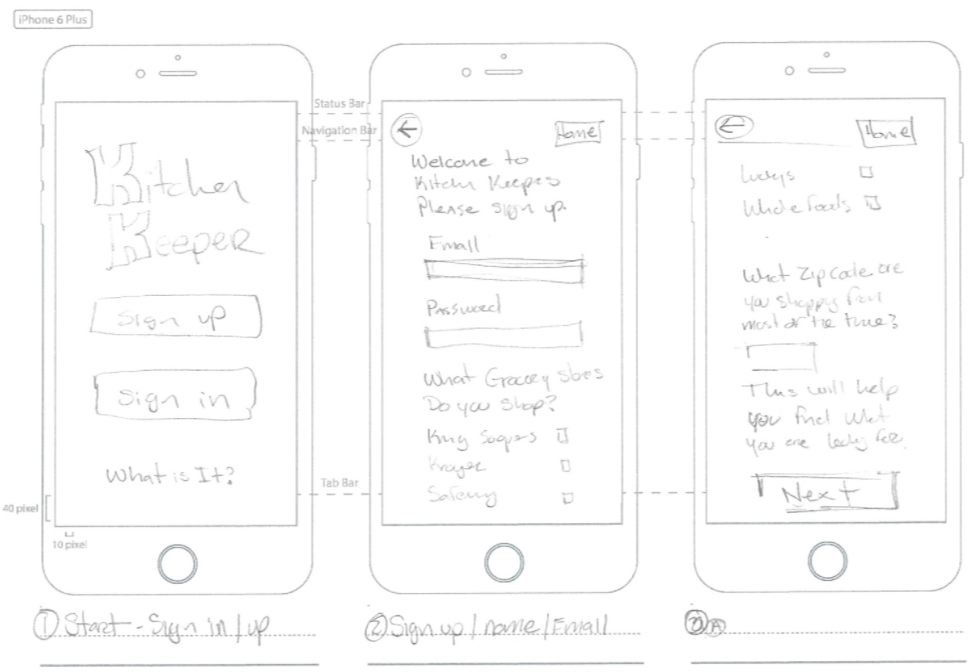 iPhone 6 Plus
Status Bar
Navigation Bar
Tab Bar
40 pixel
10 pixel
Kitchen
Keeper
Sign up
Sign in
What is It?
① Start - Sign in / up
Home
Welcome to
Kitchen Keeper
Please sign up.
Email
Password
What Grocery stores
Do you shop?
King Soopers
Kroger
Safeway
② Sign up / name / Email
Home
Luckys
Whole Foods
What Zip code are
you shopping from
most of the time?
This will help
you find what
you are looking for.
Next
② A